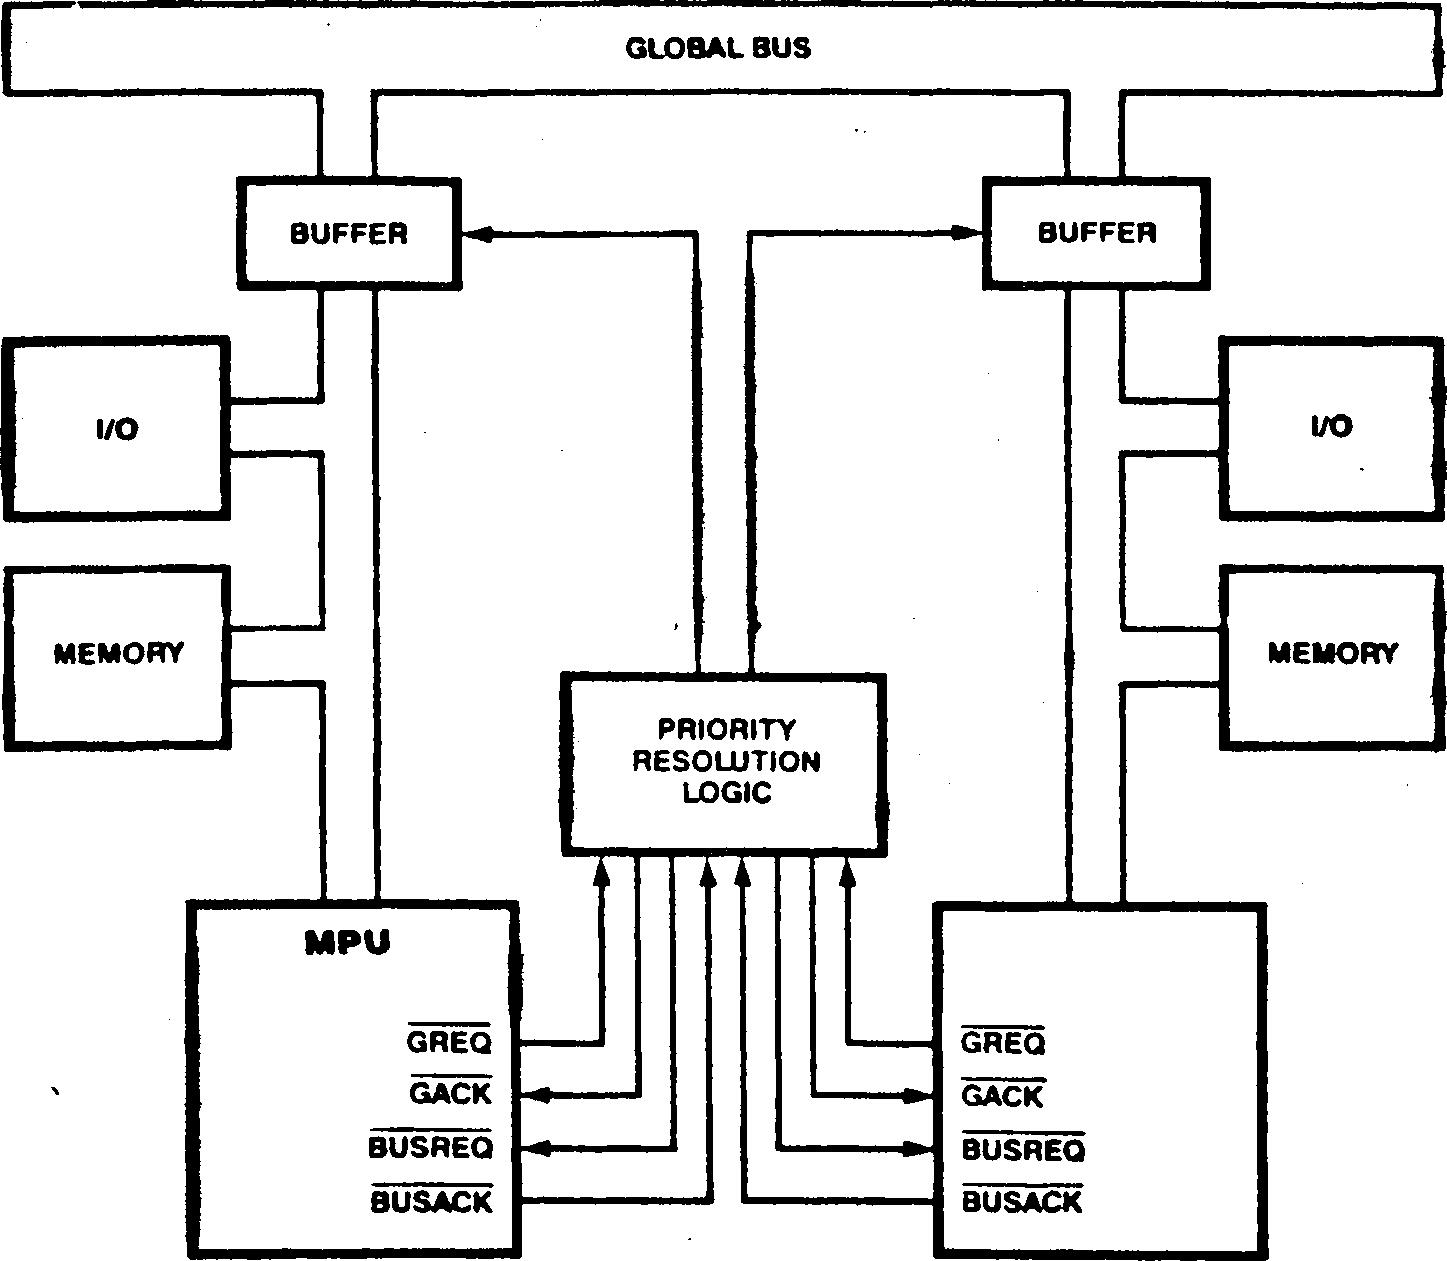 GLOBAL BUS
BUFFER
BUFFER
I/O
I/O
MEMORY
MEMORY
PRIORITY
RESOLUTION
LOGIC
MPU
GREQ
GACK
BUSREQ
BUSACK
GREQ
GACK
BUSREQ
BUSACK